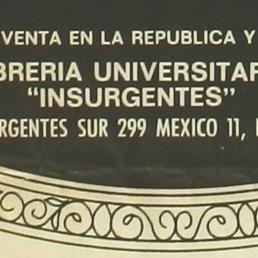 VENTA EN LA REPUBLICA Y
BRERIA UNIVERSITAR
"INSURGENTES"
RGENTES SUR 299 MEXICO 11,